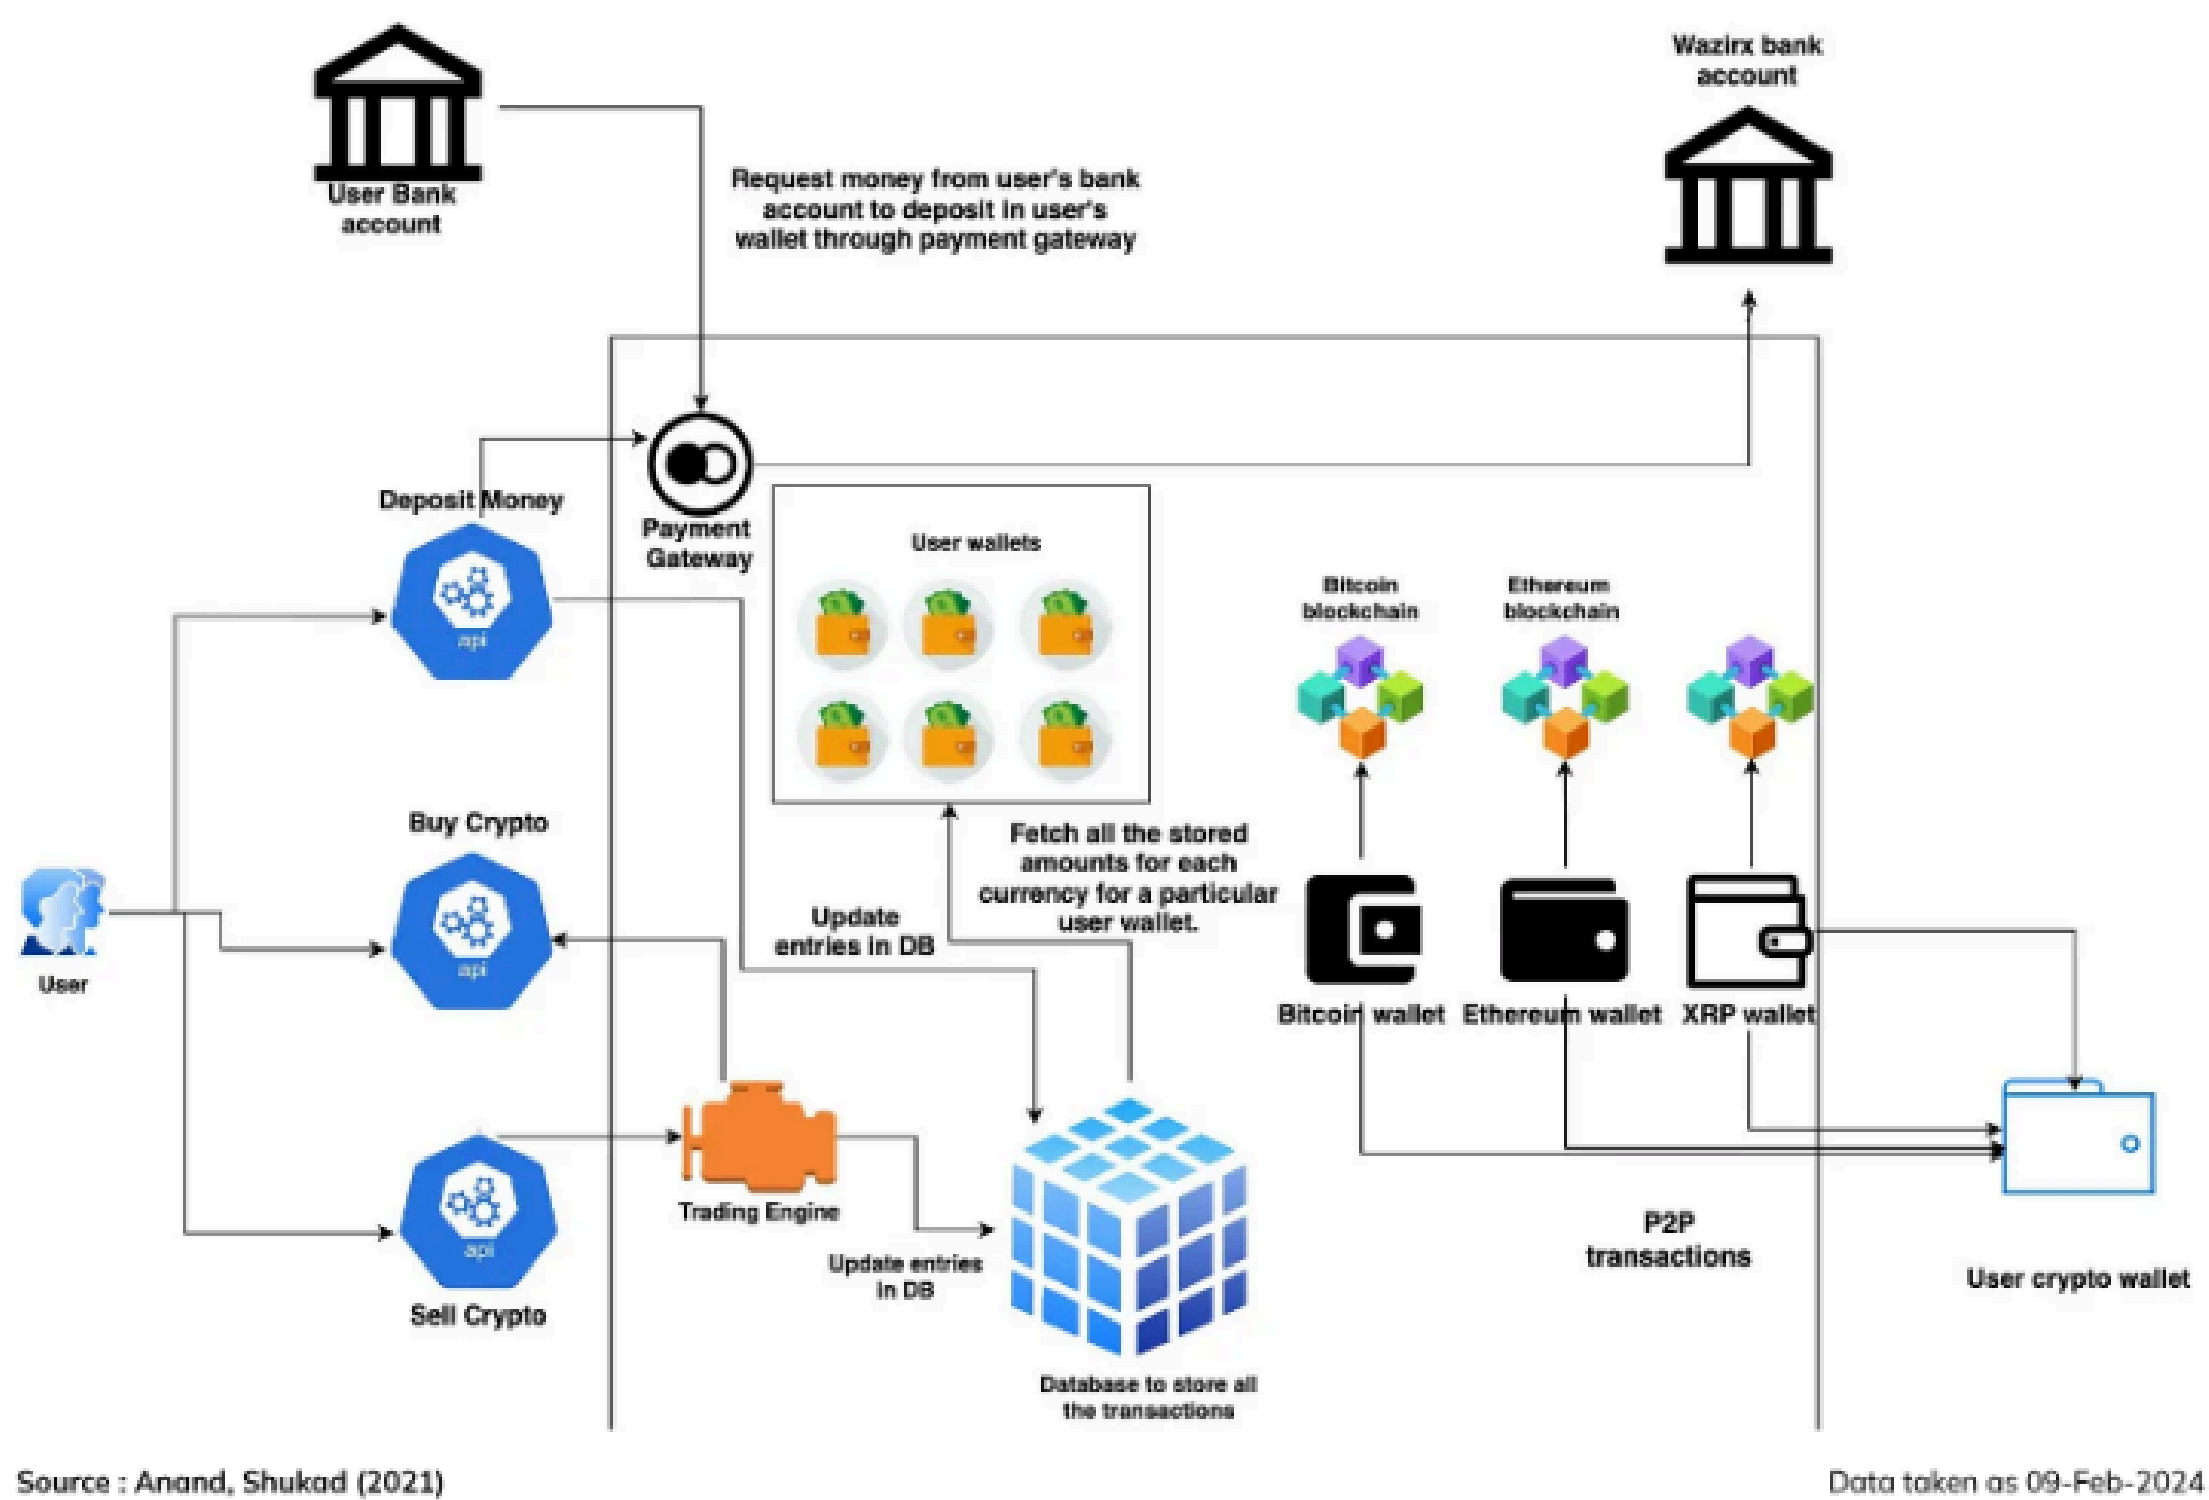 Wazirx bank
account
User Bank
account
Request money from user's bank
account to deposit in user's
wallet through payment gateway
Deposit Money
api
Payment
Gateway
User wallets
Bitcoin
blockchain
Ethereum
blockchain
Buy Crypto
api
Fetch all the stored
amounts for each
currency for a particular
user wallet.
Update
entries in DB
User
Bitcoin wallet
Ethereum wallet
XRP wallet
Trading Engine
api
Sell Crypto
Update entries
in DB
P2P
transactions
User crypto wallet
Database to store all
the transactions
Source : Anand, Shukad (2021)
Data taken as 09-Feb-2024